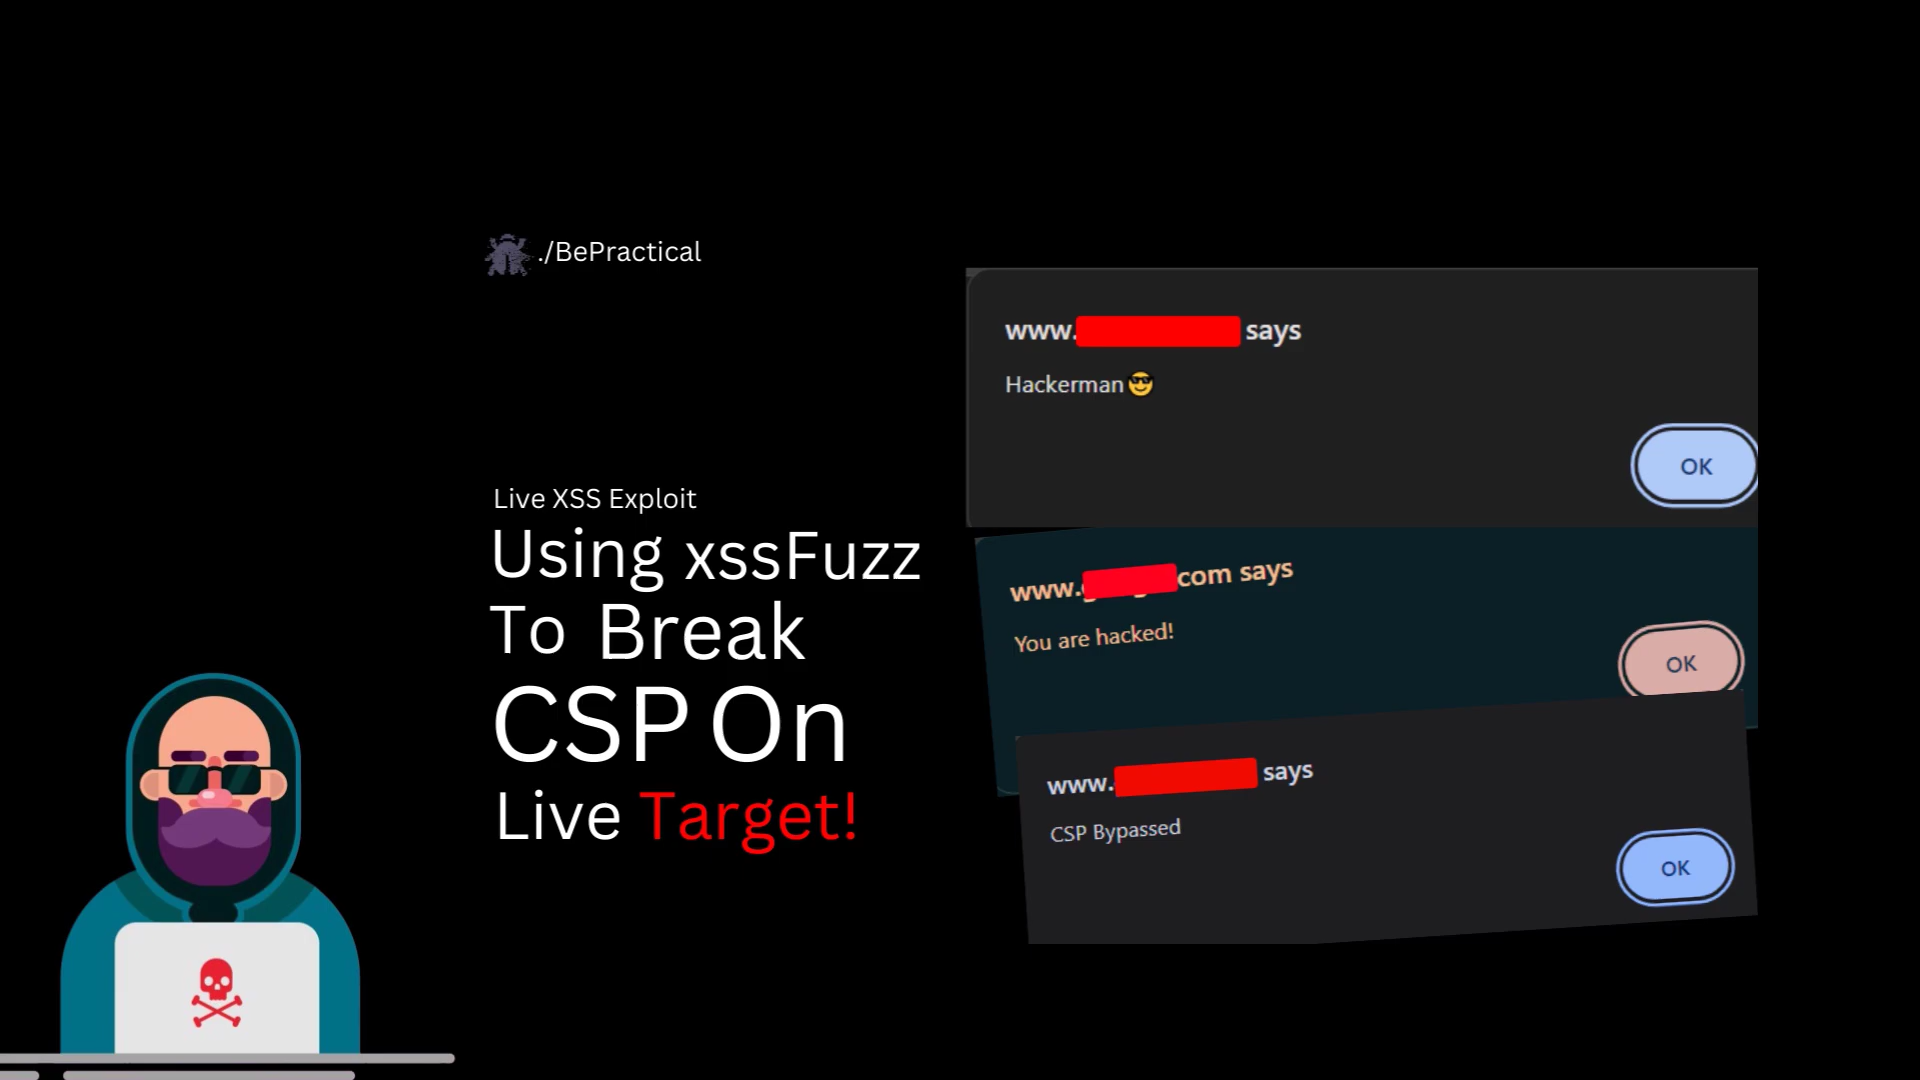 ./BePractical
Live XSS Exploit
Using xssFuzz
To Break
CSP On
Live Target!
www. says
Hackerman😎
OK
www. com says
You are hacked!
OK
www. says
CSP Bypassed
OK